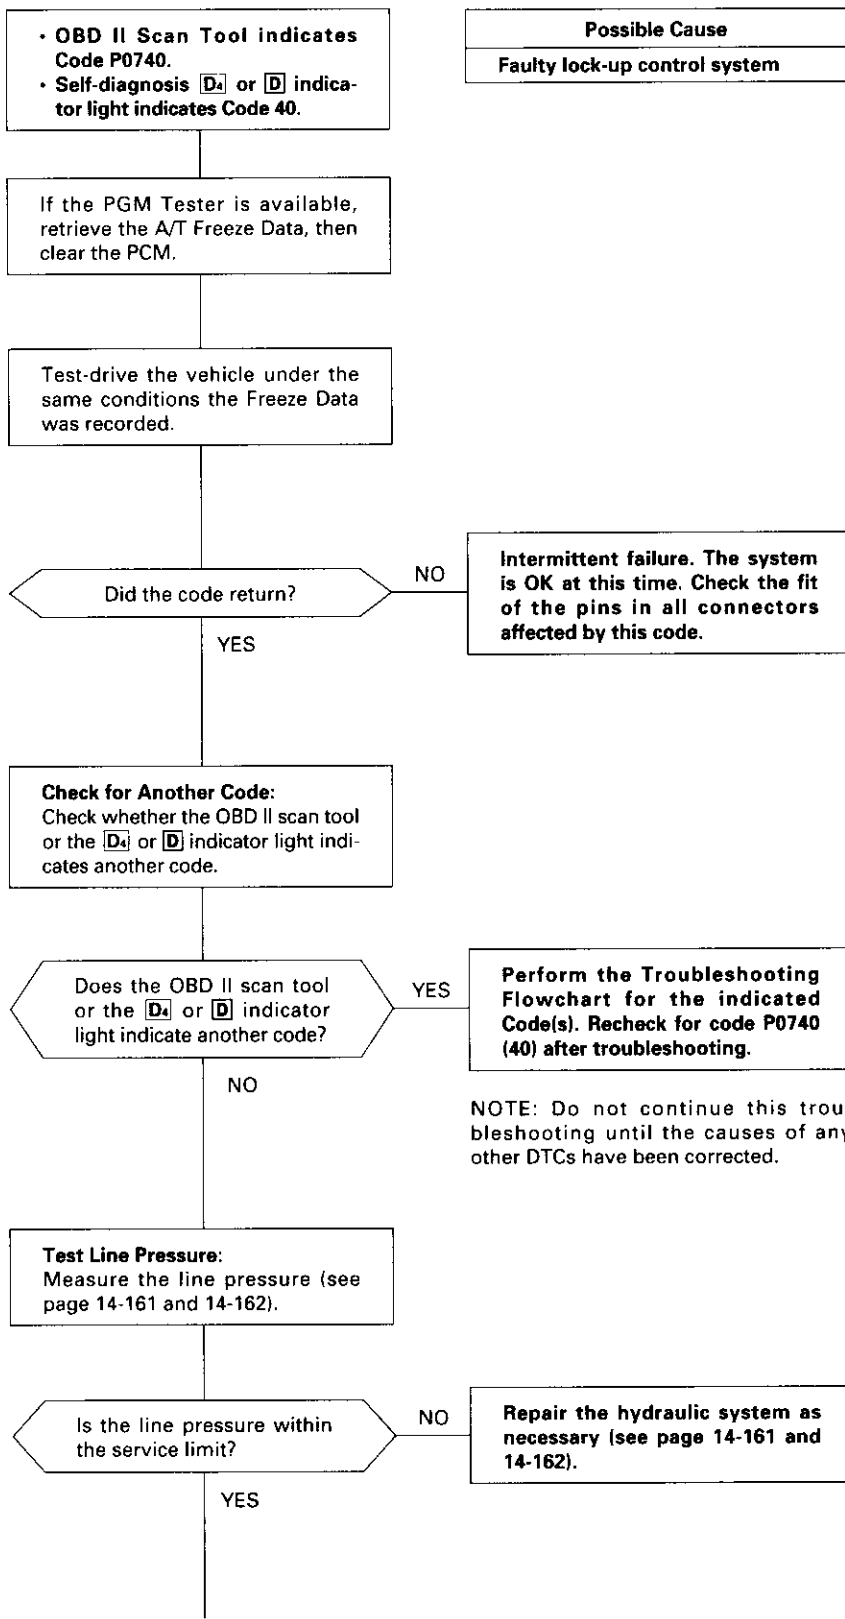 • OBD II Scan Tool indicates
Code P0740.
• Self-diagnosis D4 or D indica-
tor light indicates Code 40.
Possible Cause
Faulty lock-up control system
If the PGM Tester is available,
retrieve the A/T Freeze Data, then
clear the PCM.
Test-drive the vehicle under the
same conditions the Freeze Data
was recorded.
Did the code return?
NO
Intermittent failure. The system
is OK at this time. Check the fit
of the pins in all connectors
affected by this code.
YES
Check for Another Code:
Check whether the OBD II scan tool
or the D4 or D indicator light indi-
cates another code.
Does the OBD II scan tool
or the D4 or D indicator
light indicate another code?
YES
Perform the Troubleshooting
Flowchart for the indicated
Code(s). Recheck for code P0740
(40) after troubleshooting.
NO
NOTE: Do not continue this trou
bleshooting until the causes of any
other DTCs have been corrected.
Test Line Pressure:
Measure the line pressure (see
page 14-161 and 14-162).
Is the line pressure within
the service limit?
NO
Repair the hydraulic system as
necessary (see page 14-161 and
14-162).
YES